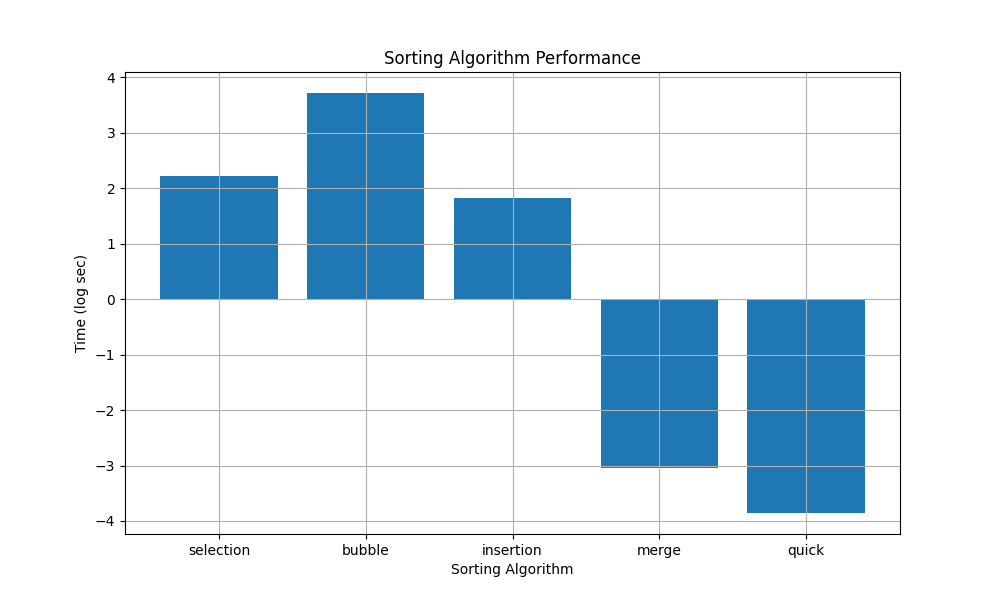 Sorting Algorithm Performance
4
3
2
1
0
−1
−2
−3
−4
Time (log sec)
selection bubble insertion merge quick
Sorting Algorithm